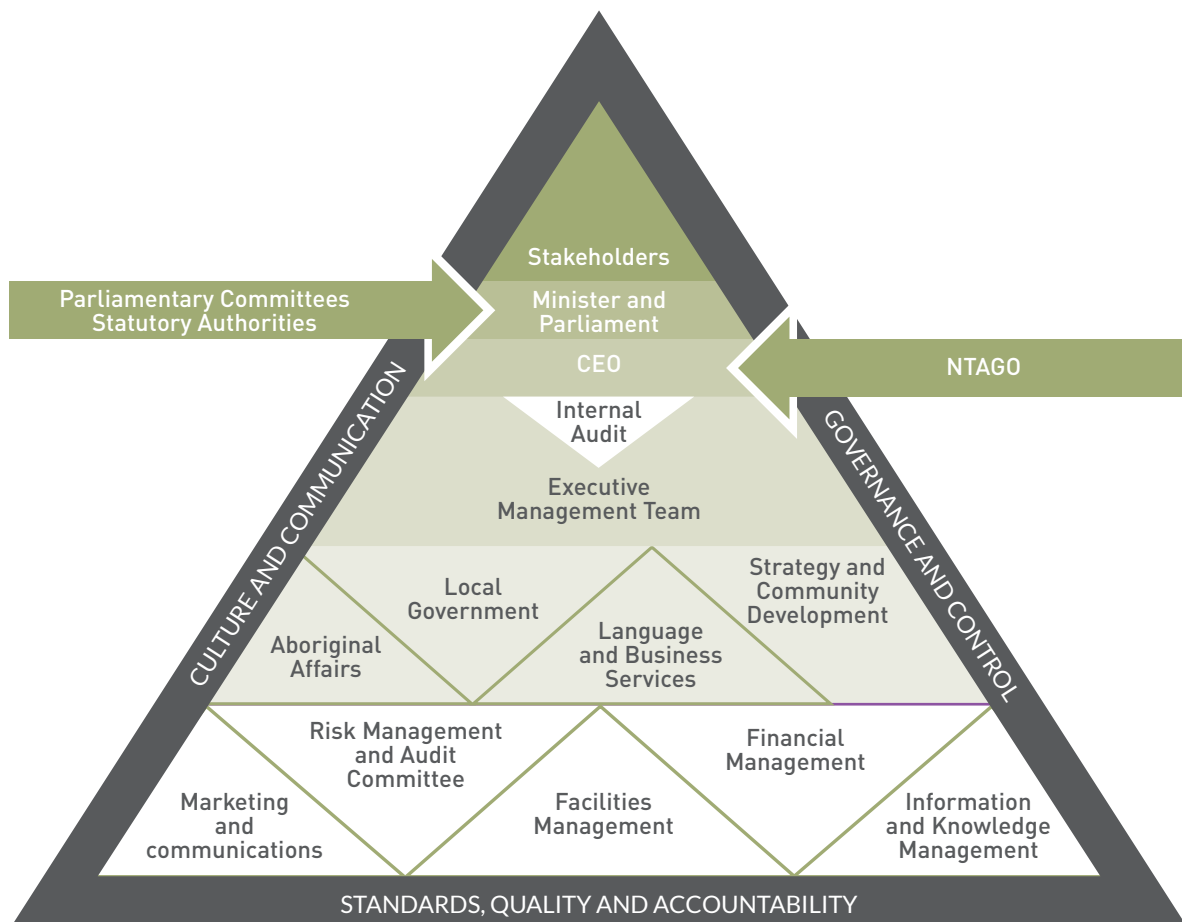 Stakeholders
Parliamentary Committees
Statutory Authorities
Minister and
Parliament
CEO
NTAGO
Internal
Audit
Executive
Management Team
CULTURE AND COMMUNICATION
GOVERNANCE AND CONTROL
Aboriginal
Affairs
Local
Government
Language
and Business
Services
Strategy and
Community
Development
Marketing
and
communications
Risk Management
and Audit
Committee
Facilities
Management
Financial
Management
Information
and Knowledge
Management
STANDARDS, QUALITY AND ACCOUNTABILITY